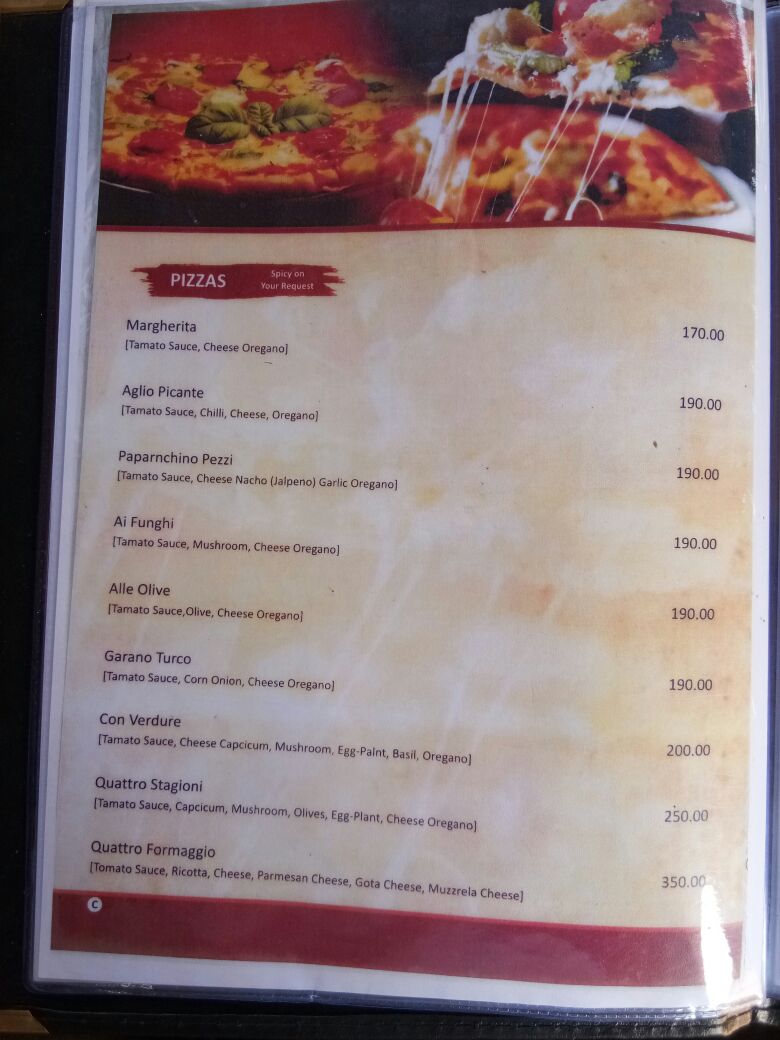 PIZZAS
Spicy on
Your Request
Margherita 170.00
[Tamato Sauce, Cheese Oregano]
Aglio Picante 190.00
[Tamato Sauce, Chilli, Cheese, Oregano]
Paparnchino Pezzi 190.00
[Tamato Sauce, Cheese Nacho (Jalpeno) Garlic Oregano]
Ai Funghi 190.00
[Tamato Sauce, Mushroom, Cheese Oregano]
Alle Olive 190.00
[Tamato Sauce,Olive, Cheese Oregano]
Garano Turco 190.00
[Tamato Sauce, Corn Onion, Cheese Oregano]
Con Verdure 200.00
[Tamato Sauce, Cheese Capcicum, Mushroom, Egg-Palnt, Basil, Oregano]
Quattro Stagioni 250.00
[Tamato Sauce, Capcicum, Mushroom, Olives, Egg-Plant, Cheese Oregano]
Quattro Formaggio 350.00
[Tomato Sauce, Ricotta, Cheese, Parmesan Cheese, Gota Cheese, Muzzrela Cheese]
C